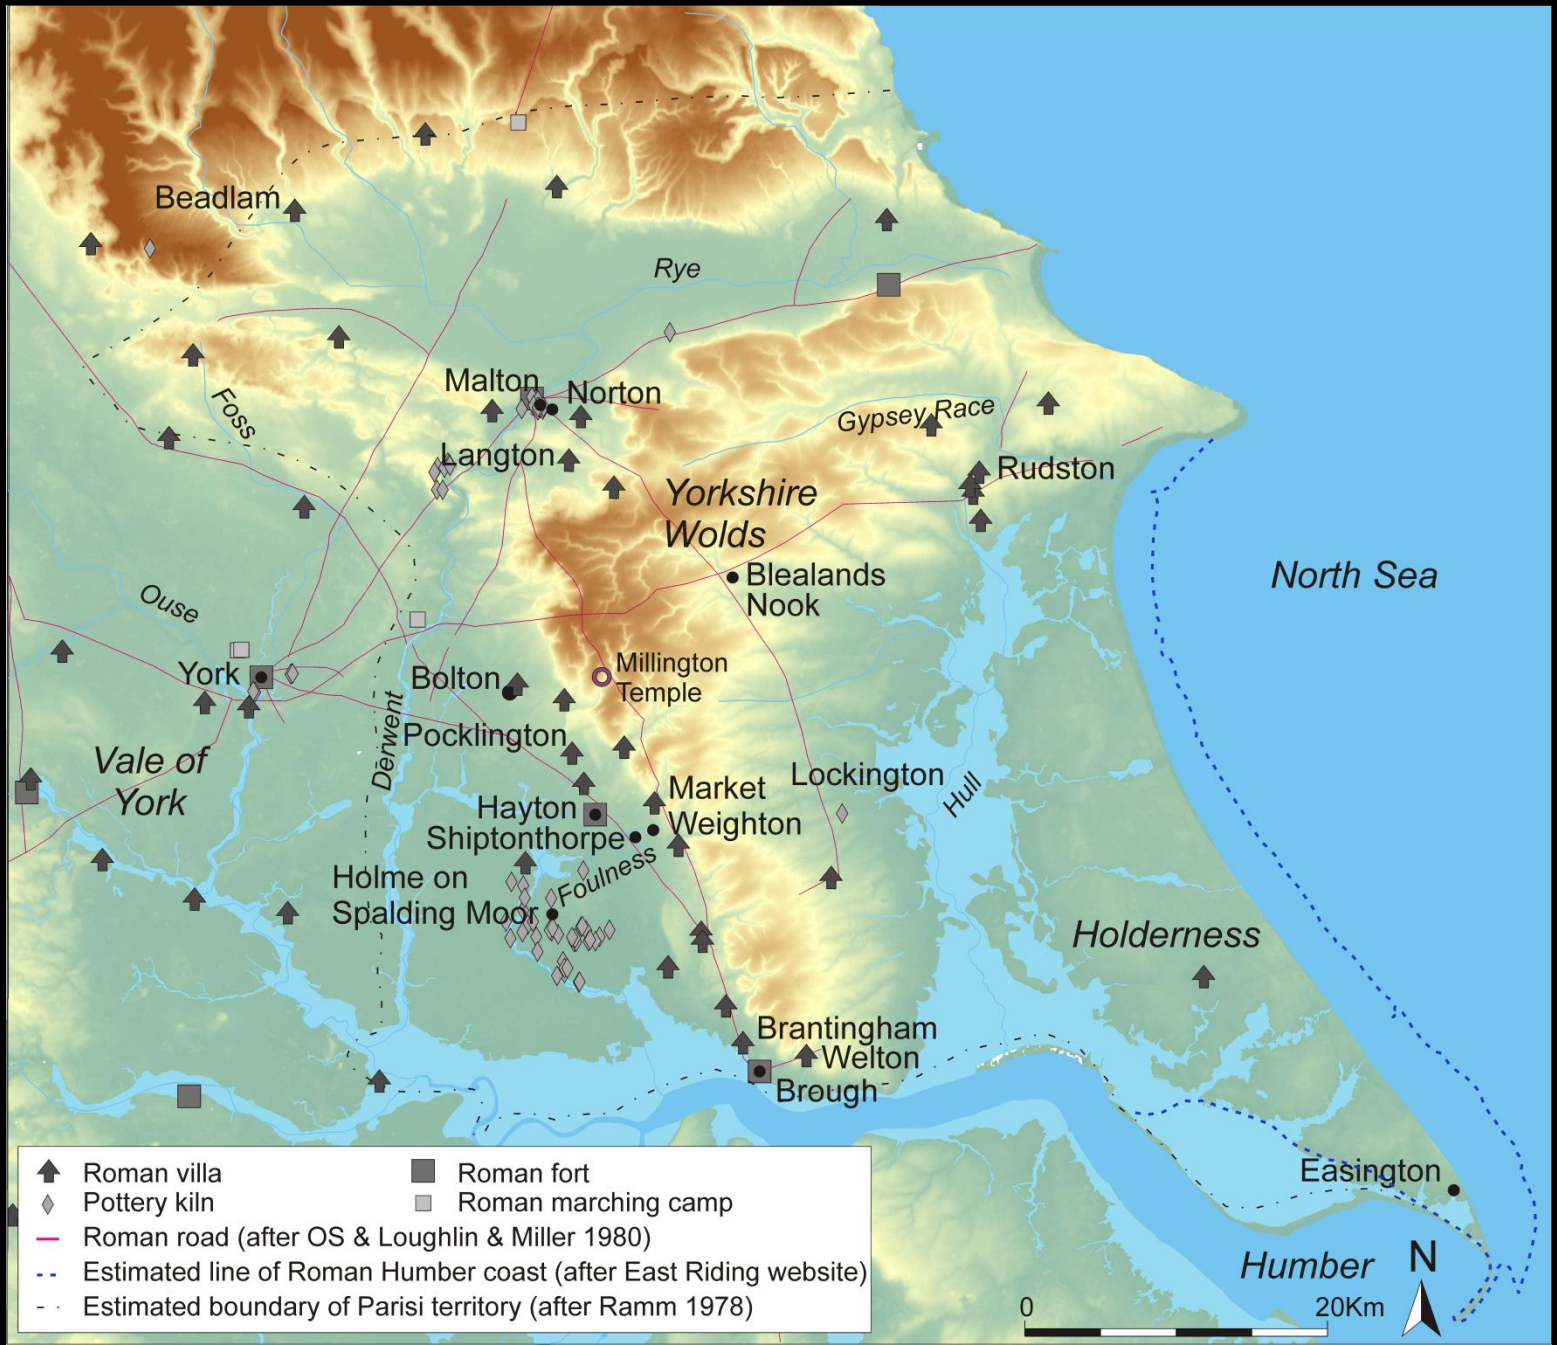 Beadlam
Rye
Malton
Norton
Foss
Gypsey Race
Langton
Rudston
Yorkshire
Wolds
North Sea
Blealands
Nook
Ouse
York
Bolton
Millington
Temple
Derwent
Pocklington
Vale of
York
Lockington
Hull
Market
Weighton
Hayton
Shiptonthorpe
Foulness
Holme on
Spalding Moor
Holderness
Brantingham
Welton
Brough
Easington
Humber
N
0 20Km
Roman villa
Roman fort
Pottery kiln
Roman marching camp
Roman road (after OS & Loughlin & Miller 1980)
Estimated line of Roman Humber coast (after East Riding website)
Estimated boundary of Parisi territory (after Ramm 1978)